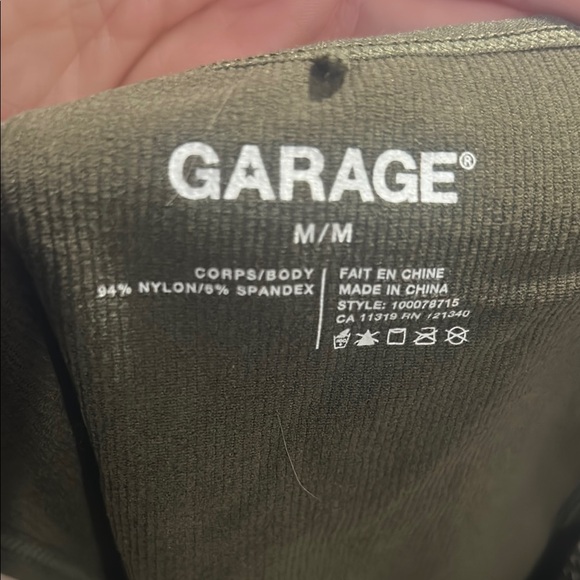 GARAGE®
M/M
CORPS/BODY
94% NYLON/6% SPANDEX
FAIT EN CHINE
MADE IN CHINA
STYLE: 100078715
CA 11319 RN 121340